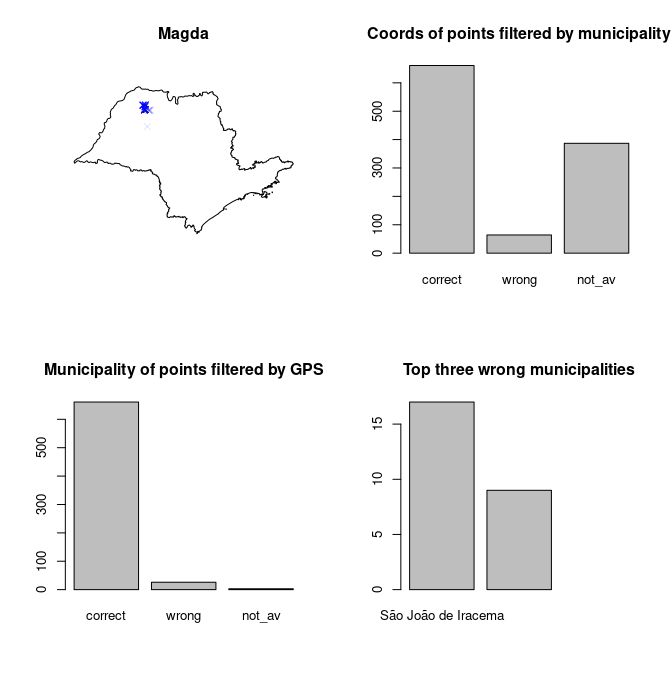 Magda
Coords of points filtered by municipality
0
100
300
500
correct
wrong
not_av
Municipality of points filtered by GPS
0
100
300
500
correct
wrong
not_av
Top three wrong municipalities
0
5
10
15
São João de Iracema